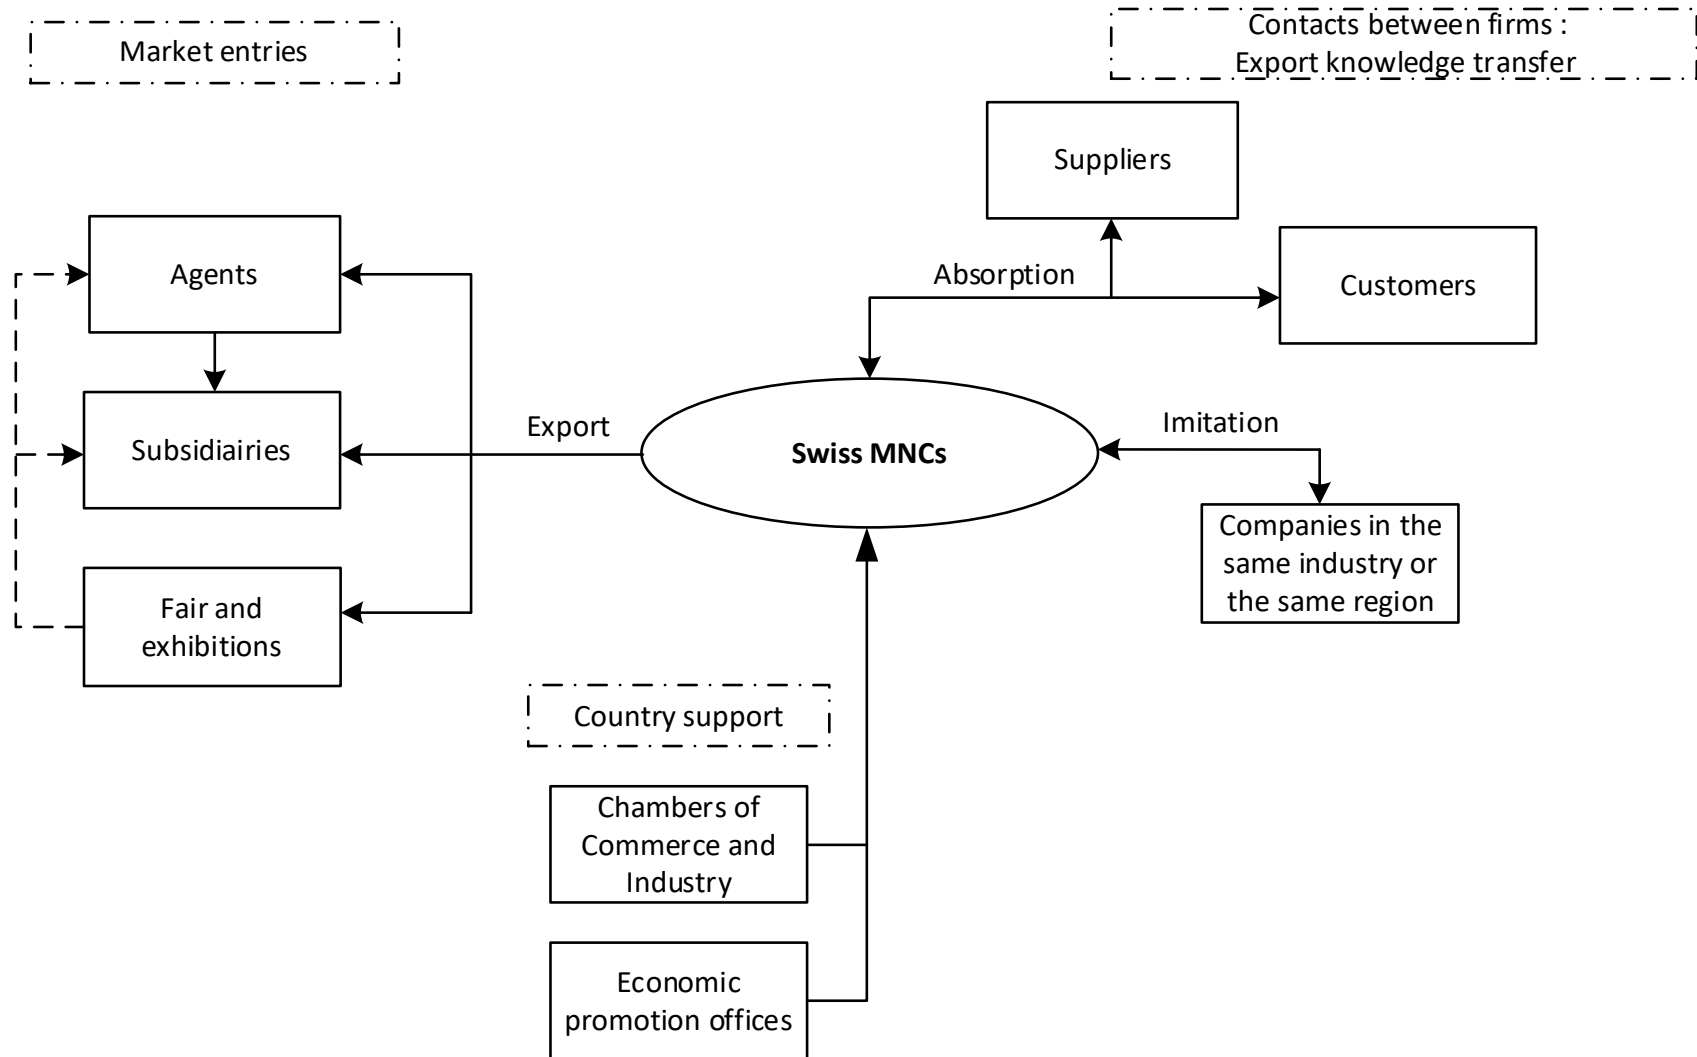 Market entries
Contacts between firms :
Export knowledge transfer
Suppliers
Agents
Absorption
Customers
Export
Subsidiairies
Swiss MNCs
Imitation
Companies in the
same industry or
the same region
Fair and
exhibitions
Country support
Chambers of
Commerce and
Industry
Economic
promotion offices